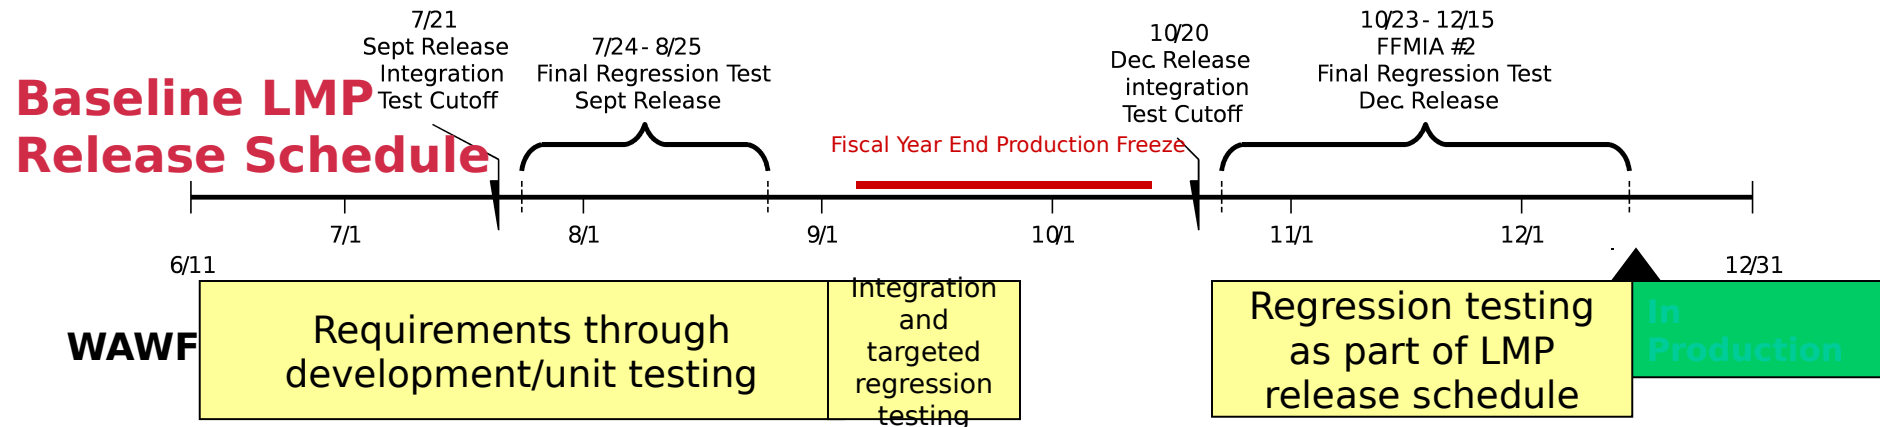 7/21
Sept Release
Integration
Test Cutoff
7/24 - 8/25
Final Regression Test
Sept Release
10/20
Dec. Release
integration
Test Cutoff
10/23 - 12/15
FFMIA #2
Final Regression Test
Dec Release
Baseline LMP
Release Schedule
Fiscal Year End Production Freeze
7/1
8/1
9/1
10/1
11/1
12/1
6/11
12/31
WAWF
Requirements through
development/unit testing
Integration
and
targeted
regression
testing
Regression testing
as part of LMP
release schedule
In
Production